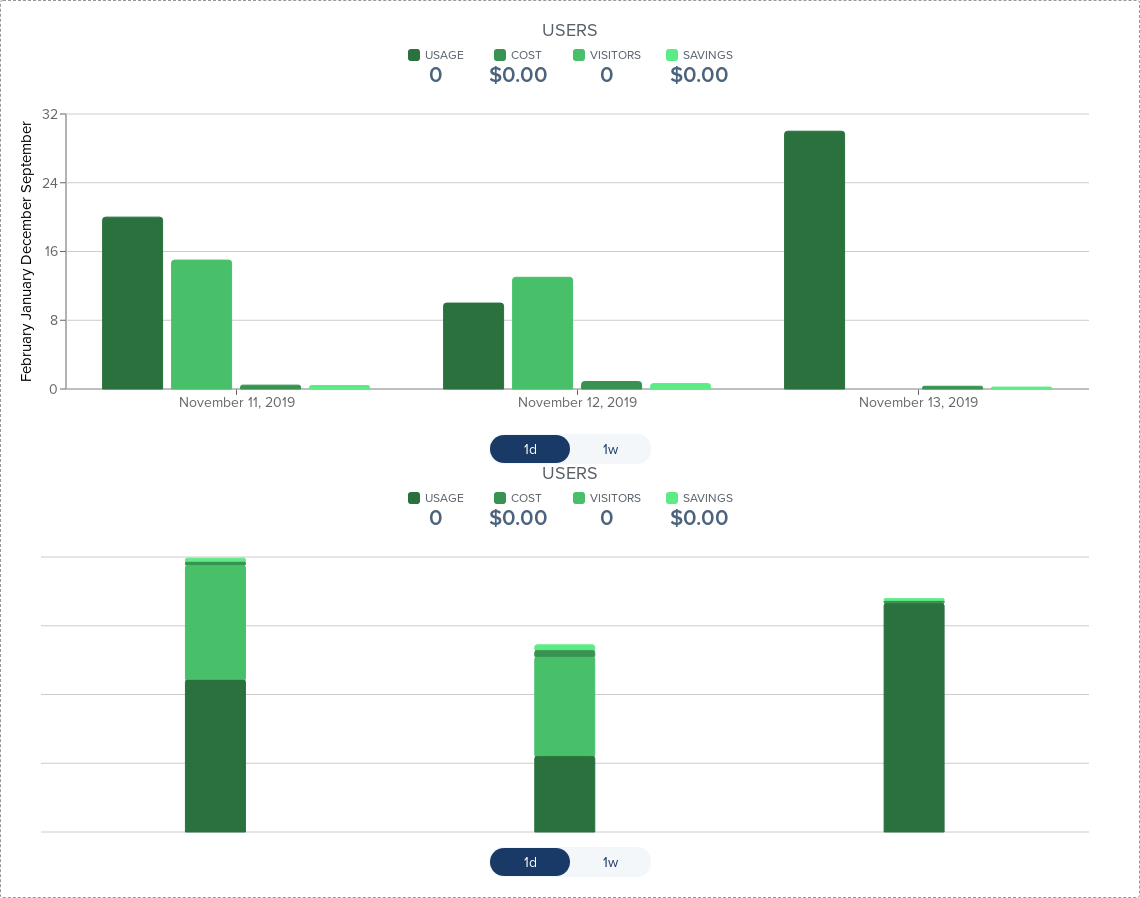 USERS
USAGE COST VISITORS SAVINGS
0 $0.00 0 $0.00
February January December September
32
24
16
8
0
November 11, 2019 November 12, 2019 November 13, 2019
1d 1w
USERS
USAGE COST VISITORS SAVINGS
0 $0.00 0 $0.00
1d 1w